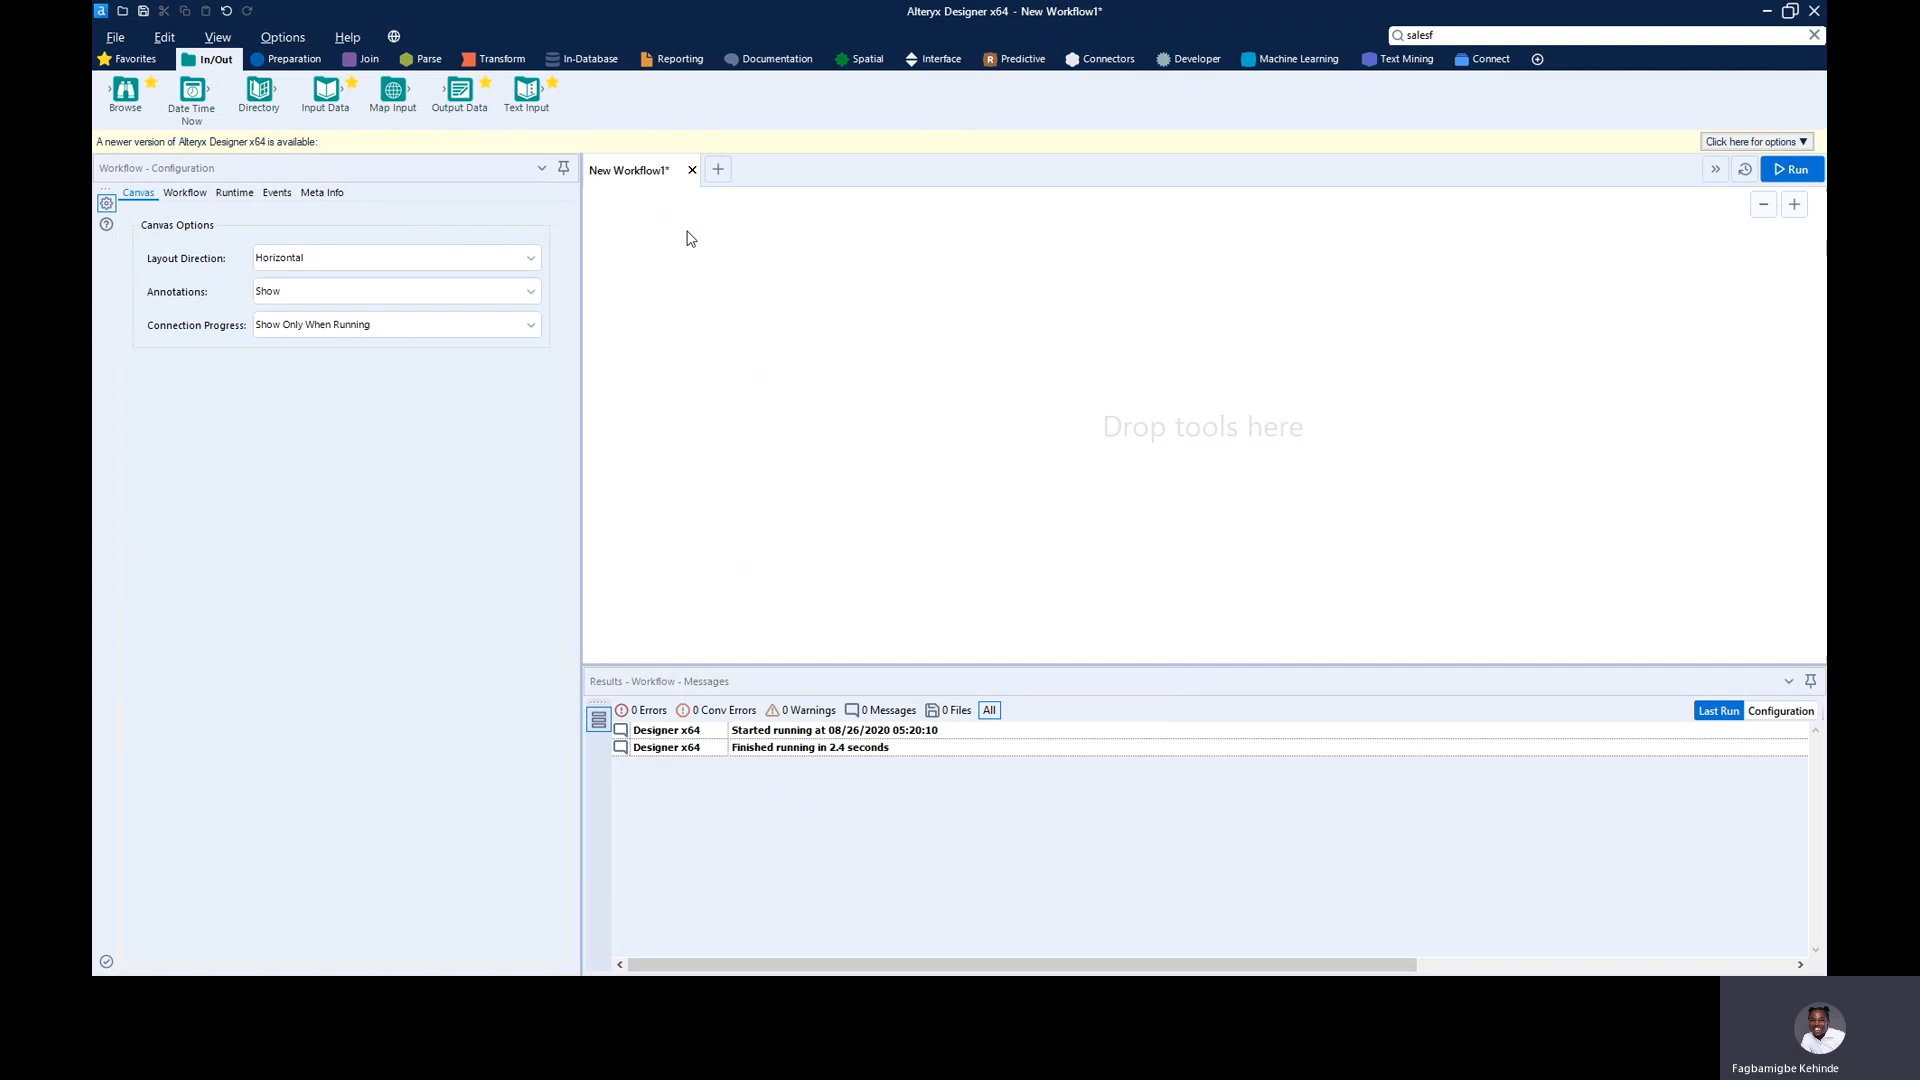 a
Alteryx Designer x64 - New Workflow1*
File Edit View Options Help
salesf
Favorites In/Out Preparation Join Parse Transform In-Database Reporting Documentation Spatial Interface Predictive Connectors Developer Machine Learning Text Mining Connect
Browse Date Time Now Directory Input Data Map Input Output Data Text Input
A newer version of Alteryx Designer x64 is available:
Click here for options ▼
Workflow - Configuration
New Workflow1*
Run
Canvas Workflow Runtime Events Meta Info
Canvas Options
Layout Direction: Horizontal
Annotations: Show
Connection Progress: Show Only When Running
Drop tools here
Results - Workflow - Messages
0 Errors 0 Conv Errors 0 Warnings 0 Messages 0 Files All
Last Run Configuration
Designer x64 Started running at 08/26/2020 05:20:10
Designer x64 Finished running in 2.4 seconds
Fagbamigbe Kehinde